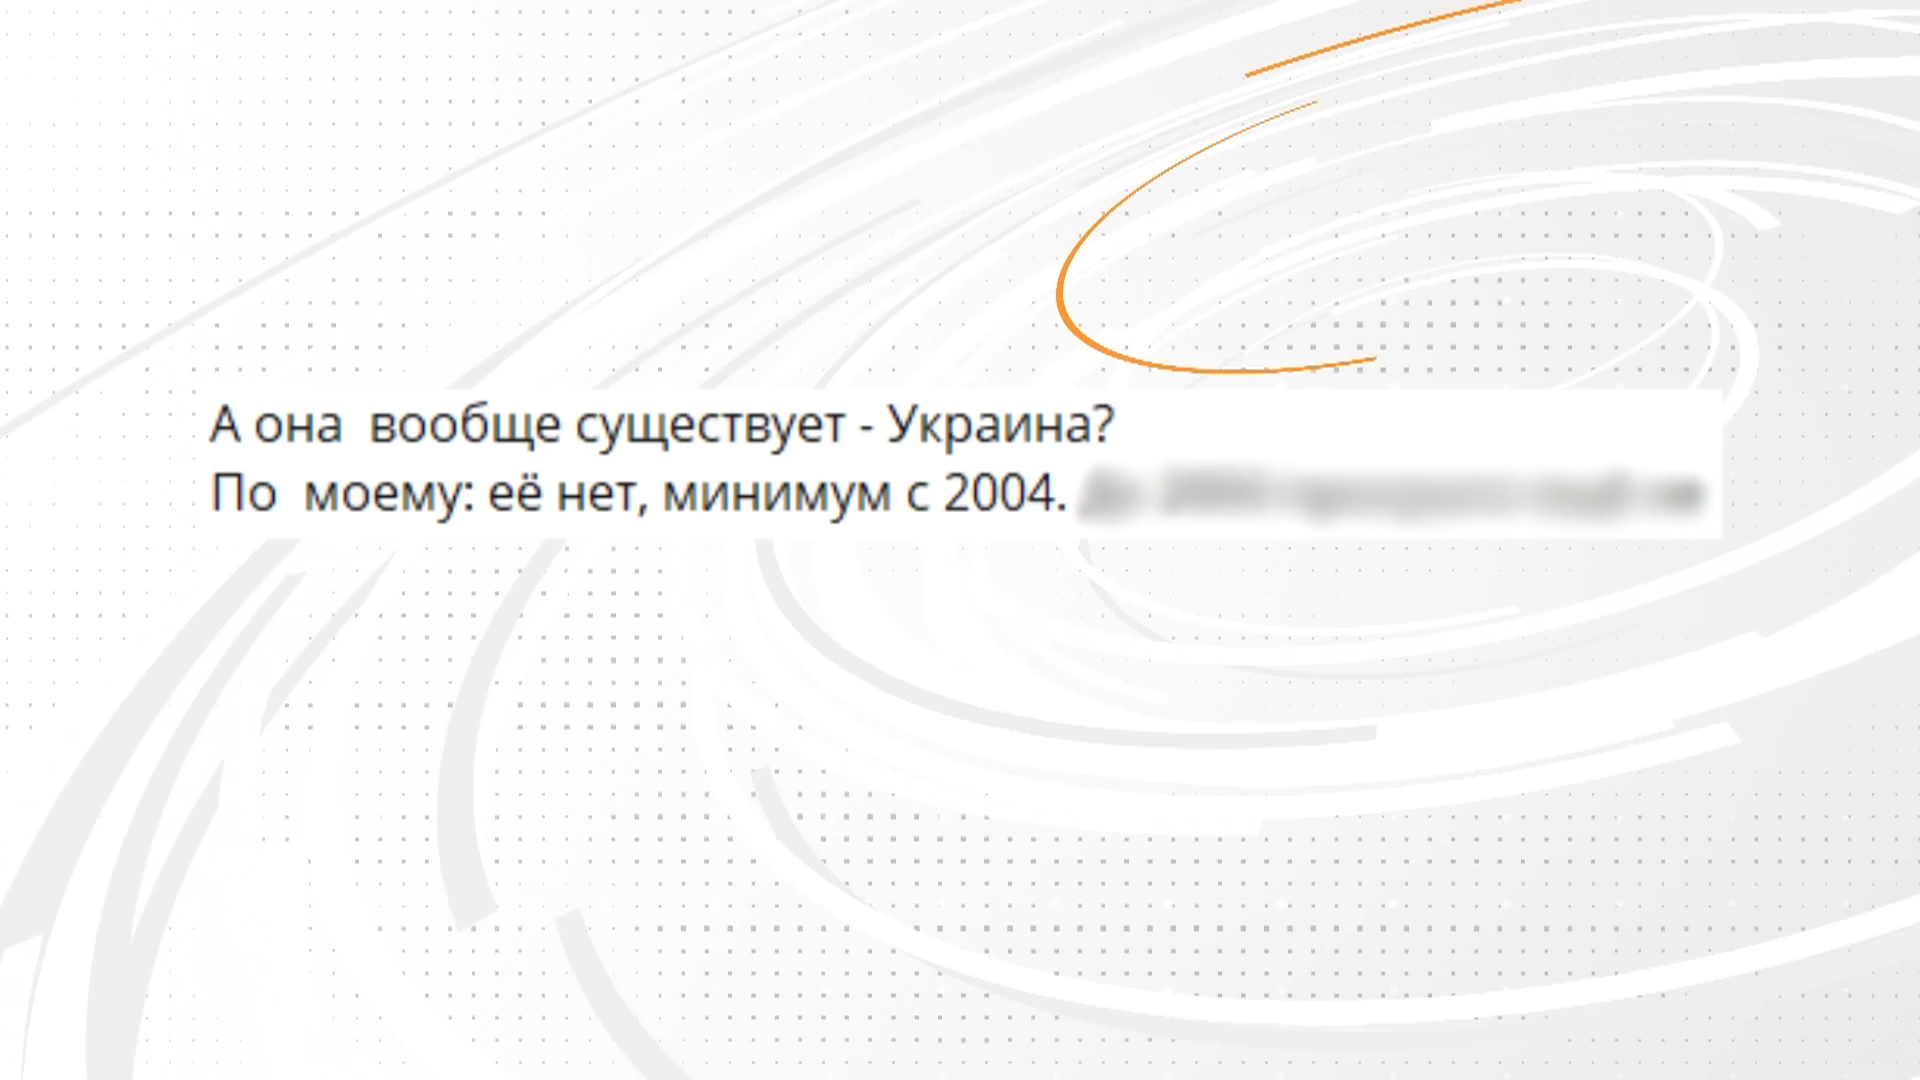 А она  вообще существует - Украина?
По  моему: её нет, минимум с 2004.